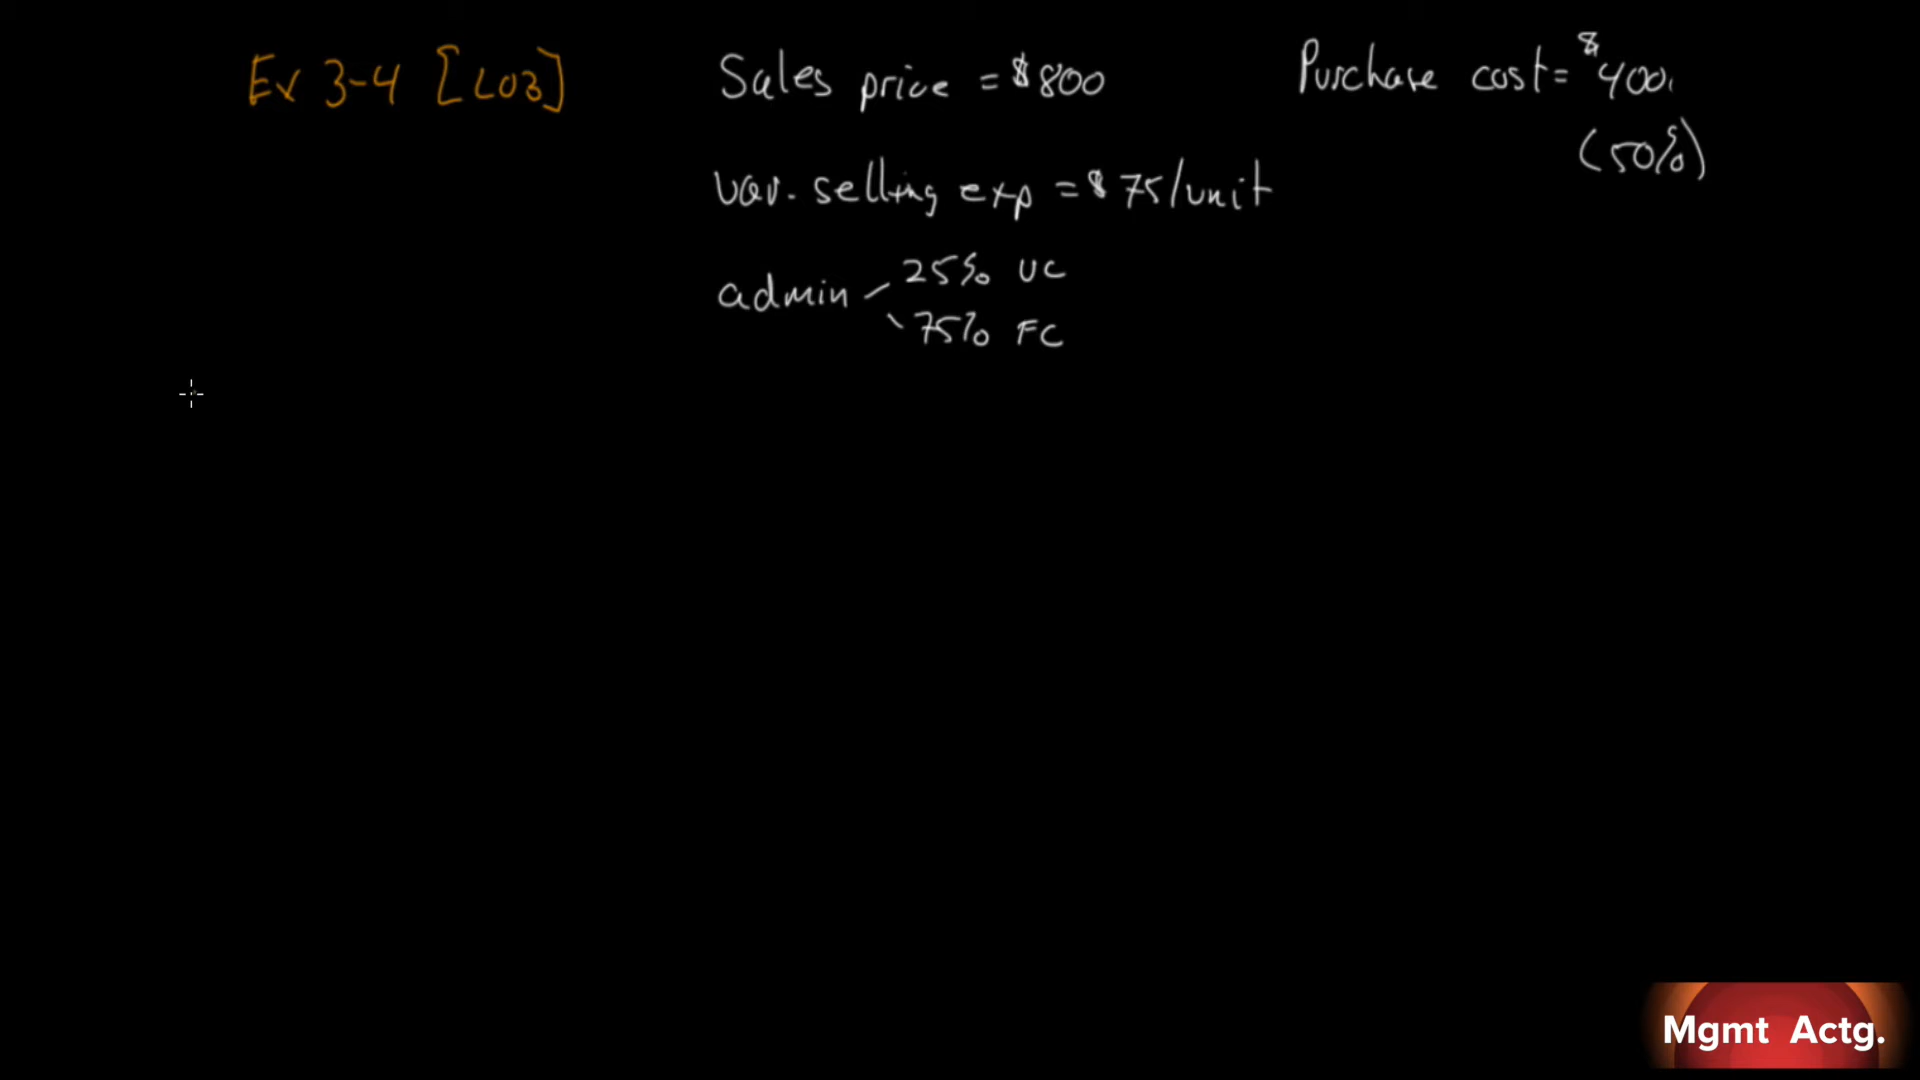 Ex 3-4 [LO3]
Sales price = $800
Purchase cost = $400.
(50%)
var. selling exp = $75/unit
admin
25% VC
75% FC
Mgmt Actg.